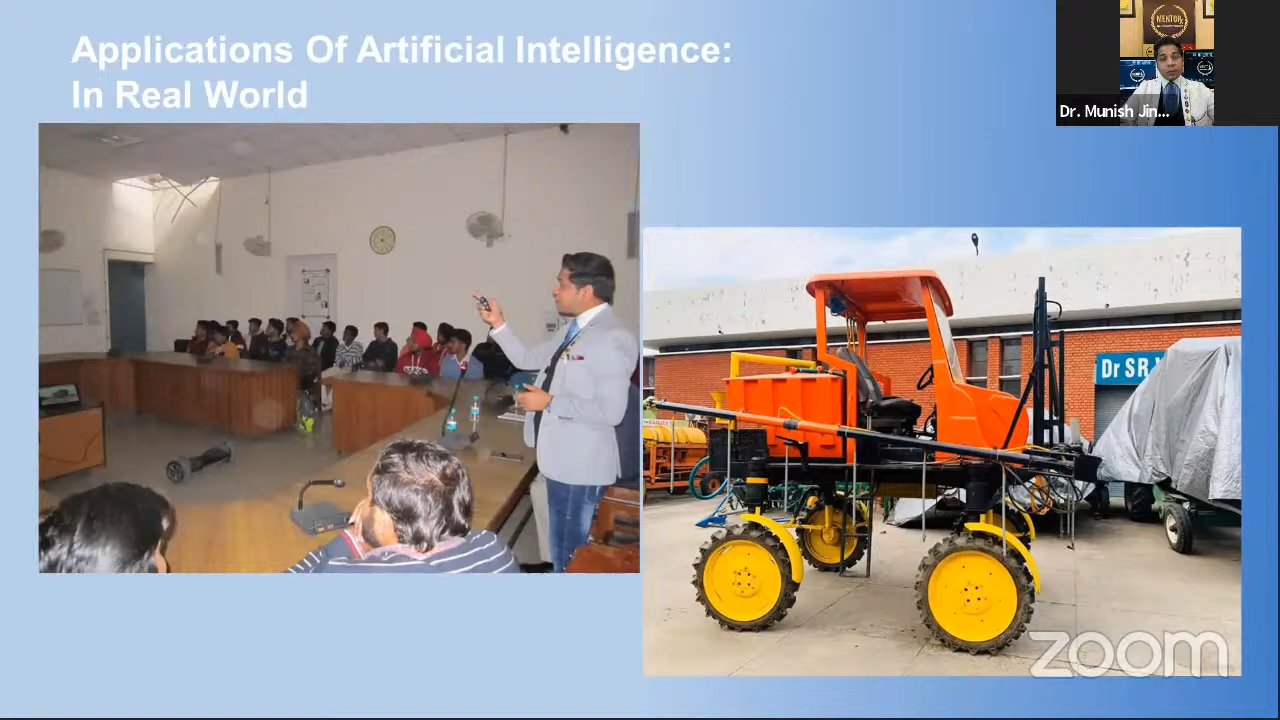 Applications Of Artificial Intelligence:
In Real World
MENTOR
Dr. Munish Jin...
Dr SR
zoom